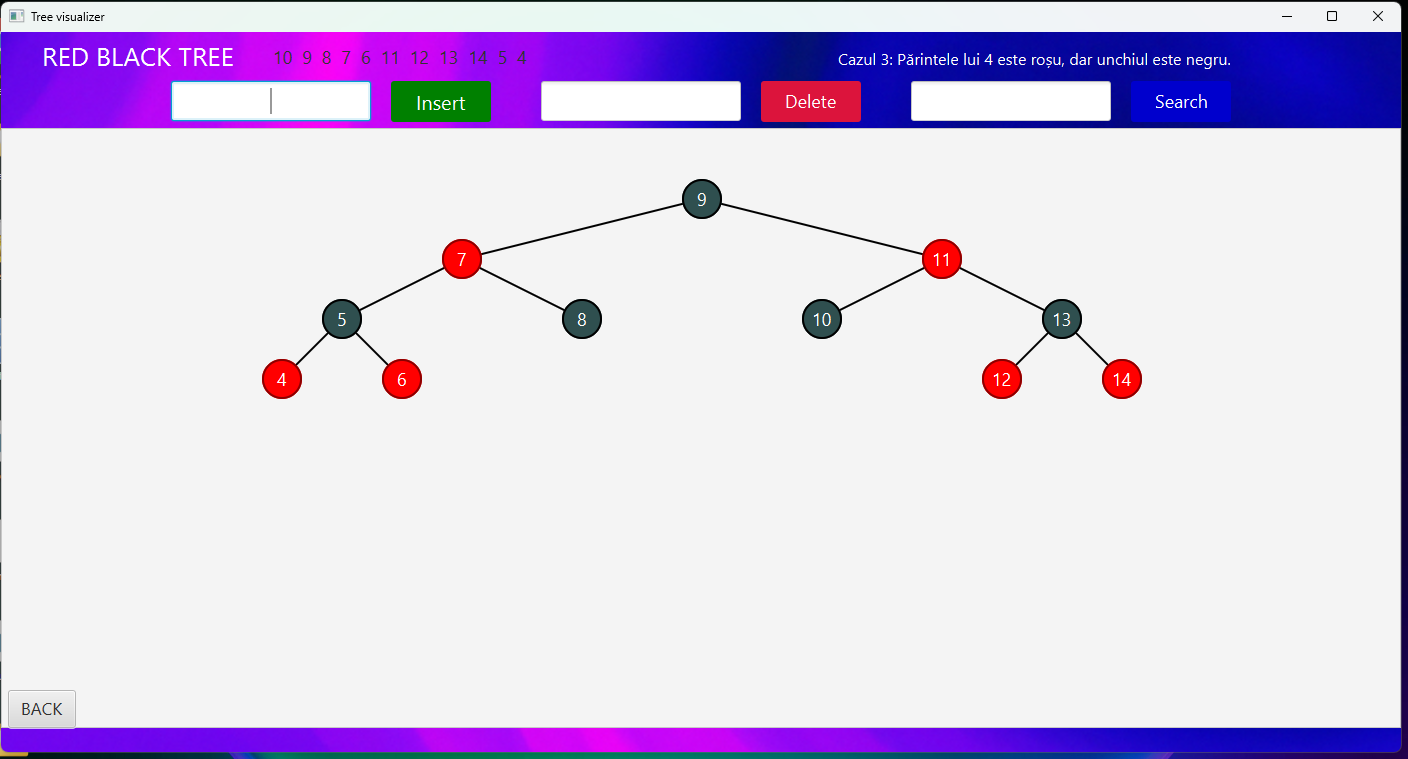 Tree visualizer
RED BLACK TREE 10 9 8 7 6 11 12 13 14 5 4 Cazul 3: Părintele lui 4 este roșu, dar unchiul este negru.
Insert Delete Search
9
7 11
5 8 10 13
4 6 12 14
BACK